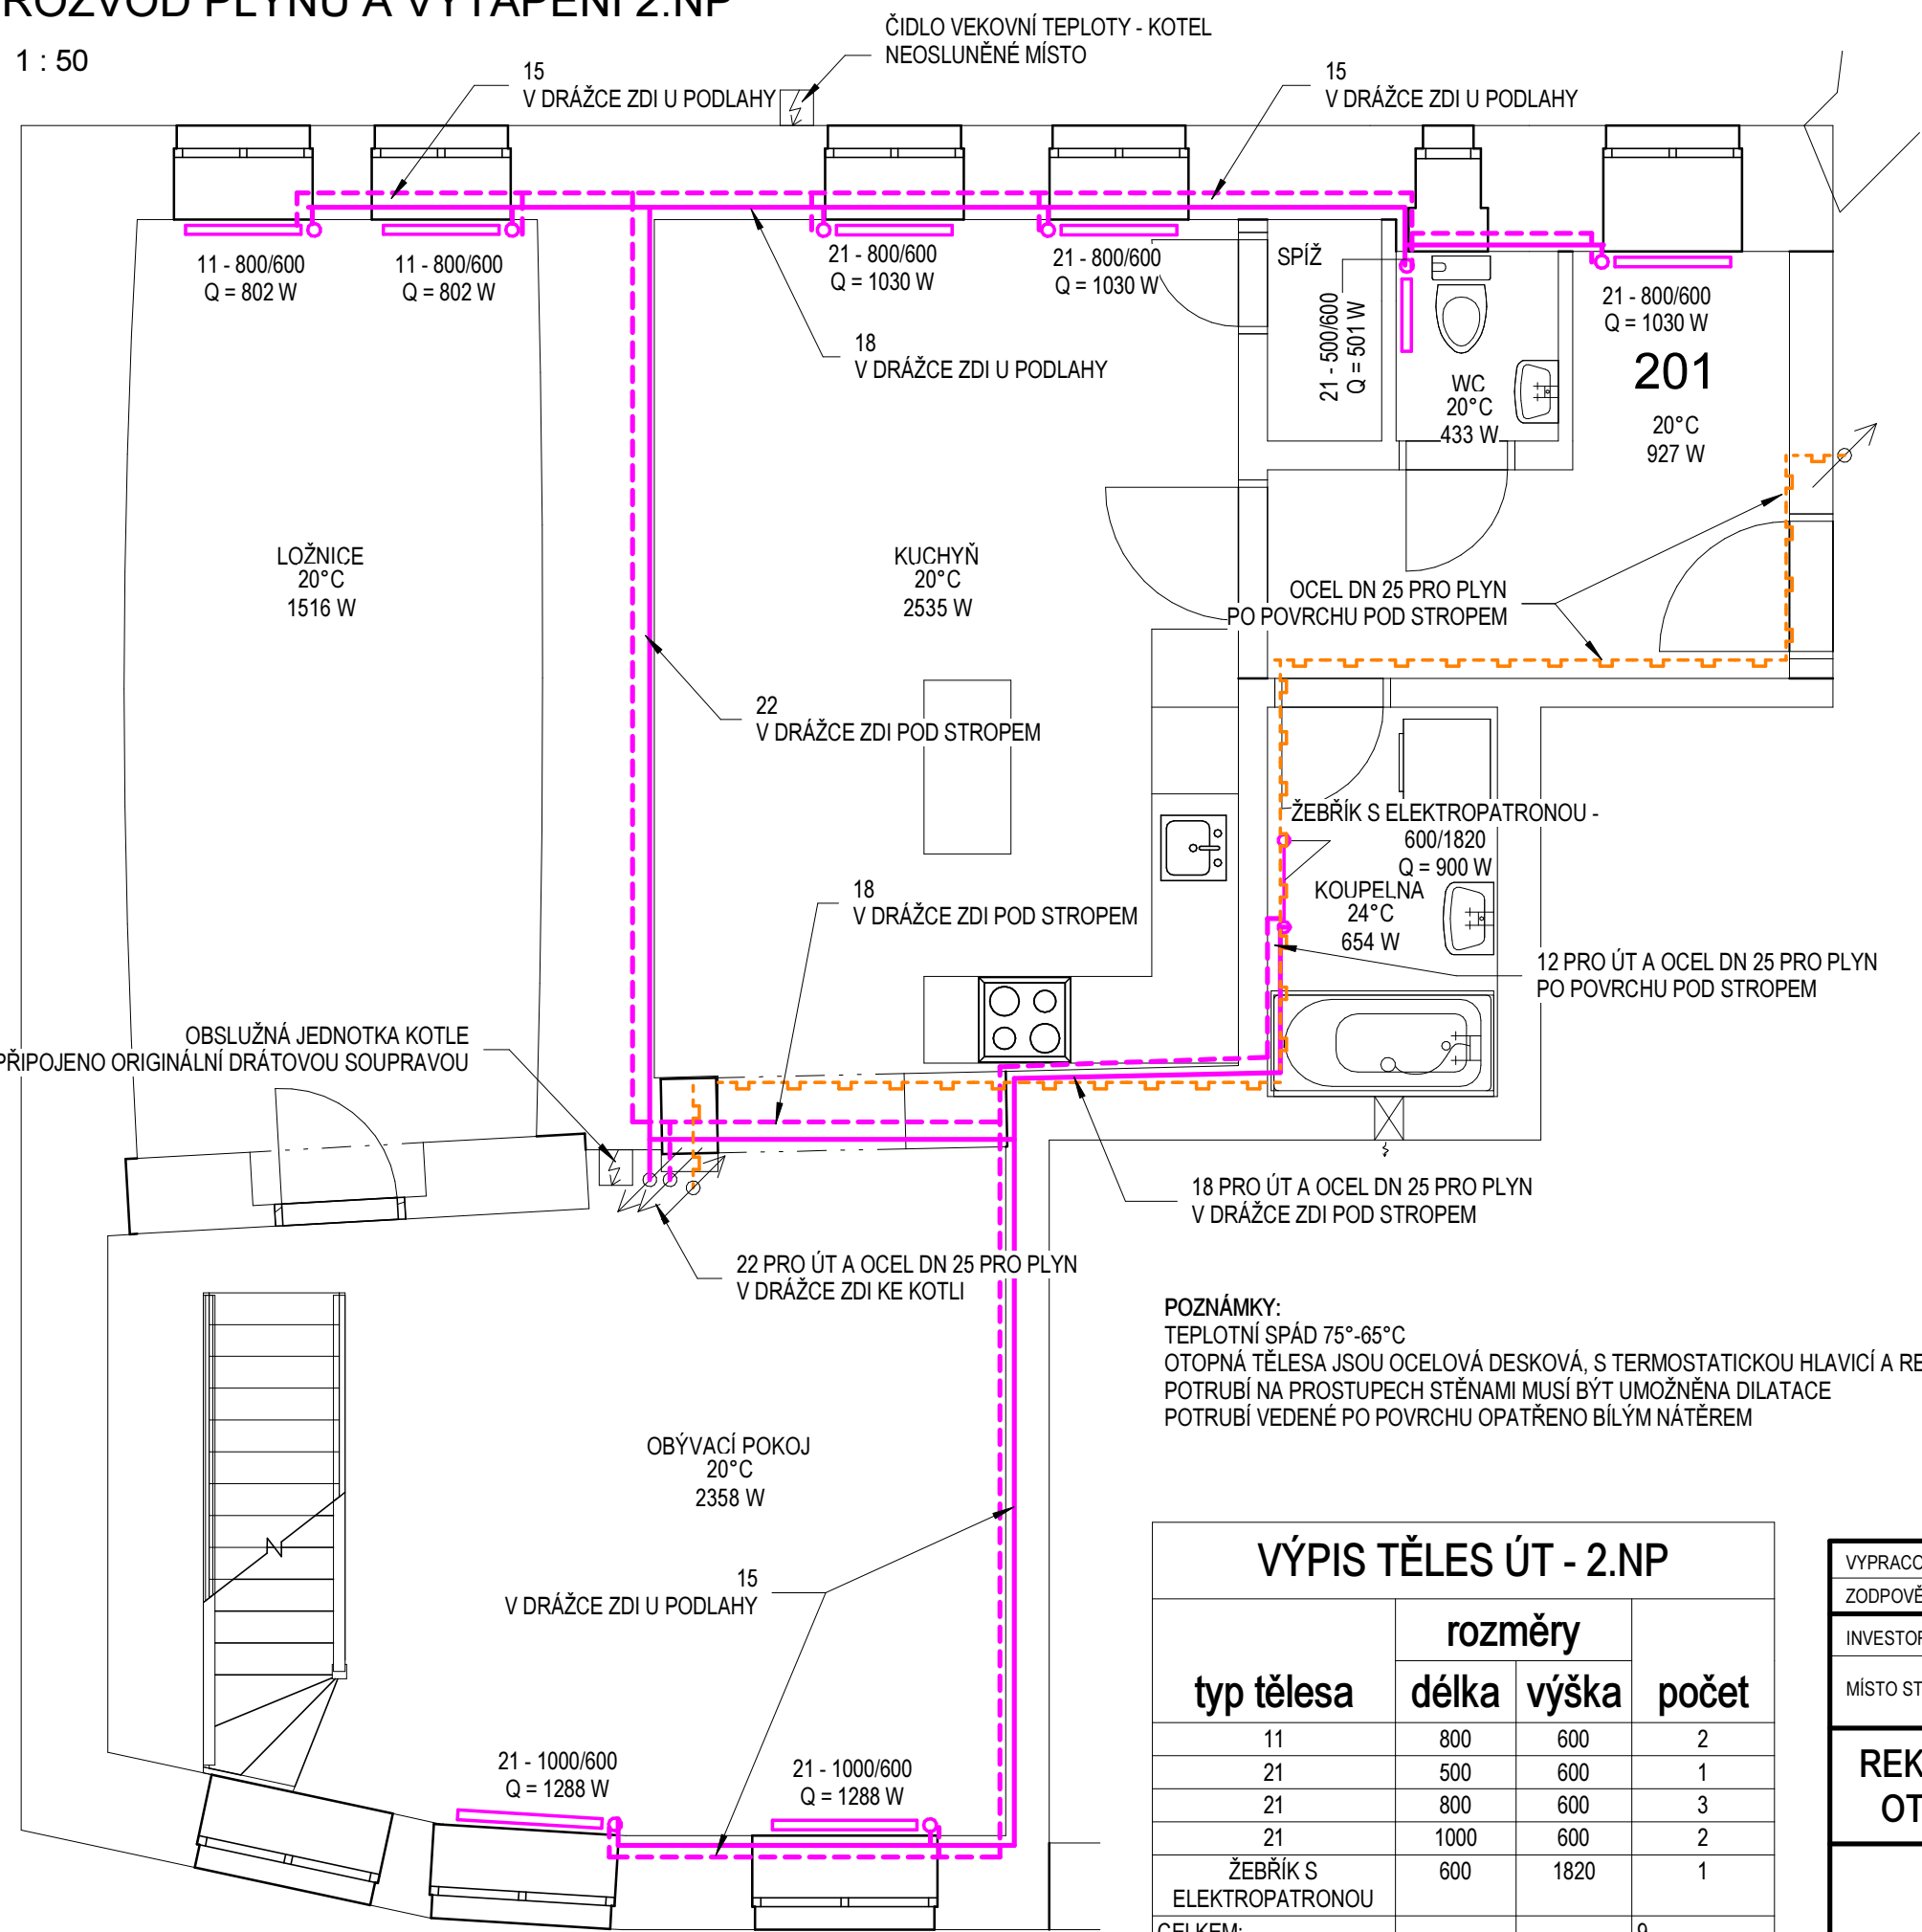 ROZVOD PLYNU A VYTÁPĚNÍ 2.NP
1 : 50
ČIDLO VEKOVNÍ TEPLOTY - KOTEL
NEOSLUNĚNÉ MÍSTO
15
V DRÁŽCE ZDI U PODLAHY
15
V DRÁŽCE ZDI U PODLAHY
11 - 800/600
Q = 802 W
11 - 800/600
Q = 802 W
21 - 800/600
Q = 1030 W
21 - 800/600
Q = 1030 W
SPÍŽ
21 - 500/600
Q = 501 W
21 - 800/600
Q = 1030 W
201
20°C
927 W
WC
20°C
433 W
18
V DRÁŽCE ZDI U PODLAHY
LOŽNICE
20°C
1516 W
KUCHYŇ
20°C
2535 W
OCEL DN 25 PRO PLYN
PO POVRCHU POD STROPEM
22
V DRÁŽCE ZDI POD STROPEM
ŽEBŘÍK S ELEKTROPATRONOU -
600/1820
Q = 900 W
KOUPELNA
24°C
654 W
18
V DRÁŽCE ZDI POD STROPEM
12 PRO ÚT A OCEL DN 25 PRO PLYN
PO POVRCHU POD STROPEM
OBSLUŽNÁ JEDNOTKA KOTLE
PŘIPOJENO ORIGINÁLNÍ DRÁTOVOU SOUPRAVOU
18 PRO ÚT A OCEL DN 25 PRO PLYN
V DRÁŽCE ZDI POD STROPEM
22 PRO ÚT A OCEL DN 25 PRO PLYN
V DRÁŽCE ZDI KE KOTLI
POZNÁMKY:
TEPLOTNÍ SPÁD 75°-65°C
OTOPNÁ TĚLESA JSOU OCELOVÁ DESKOVÁ, S TERMOSTATICKOU HLAVICÍ A RE
POTRUBÍ NA PROSTUPECH STĚNAMI MUSÍ BÝT UMOŽNĚNA DILATACE
POTRUBÍ VEDENÉ PO POVRCHU OPATŘENO BÍLÝM NÁTĚREM
OBÝVACÍ POKOJ
20°C
2358 W
15
V DRÁŽCE ZDI U PODLAHY
21 - 1000/600
Q = 1288 W
21 - 1000/600
Q = 1288 W
VÝPIS TĚLES ÚT - 2.NP
rozměry
typ tělesa délka výška počet
11 800 600 2
21 500 600 1
21 800 600 3
21 1000 600 2
ŽEBŘÍK S 600 1820 1
ELEKTROPATRONOU
CELKEM: 9
VYPRACO
ZODPOVĚ
INVESTOR
MÍSTO ST
REK
OT